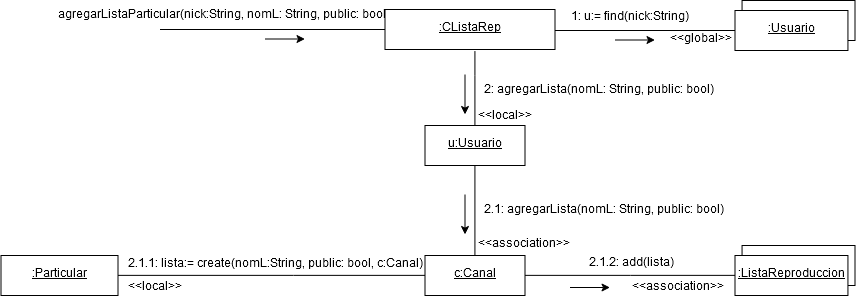 agregarListaParticular(nick:String, nomL: String, public: bool
:CListaRep
1: u:= find(nick:String)
<<global>>
:Usuario
2: agregarLista(nomL: String, public: bool)
<<local>>
u:Usuario
2.1: agregarLista(nomL: String, public: bool)
<<association>>
:Particular
2.1.1: lista:= create(nomL:String, public: bool, c:Canal)
<<local>>
c:Canal
2.1.2: add(lista)
<<association>>
:ListaReproduccion